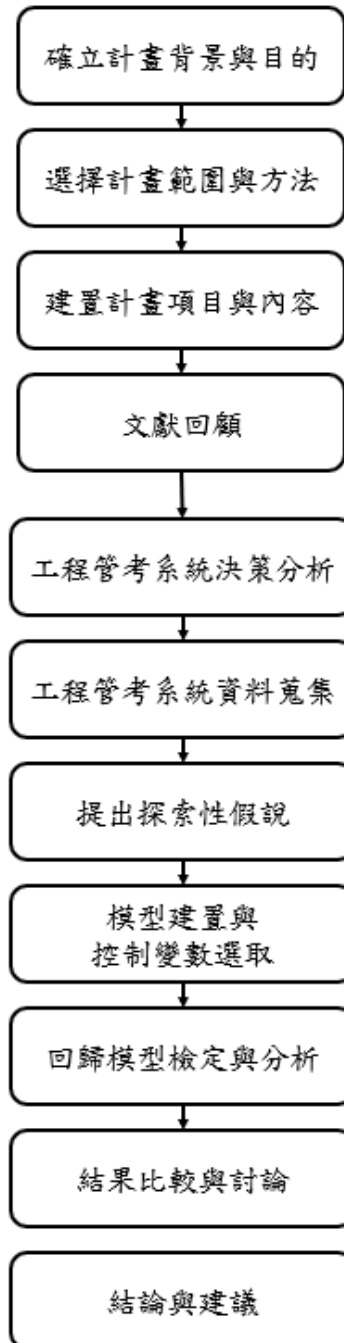 確立計畫背景與目的
選擇計畫範圍與方法
建置計畫項目與內容
文獻回顧
工程管考系統決策分析
工程管考系統資料蒐集
提出探索性假說
模型建置與
控制變數選取
回歸模型檢定與分析
結果比較與討論
結論與建議